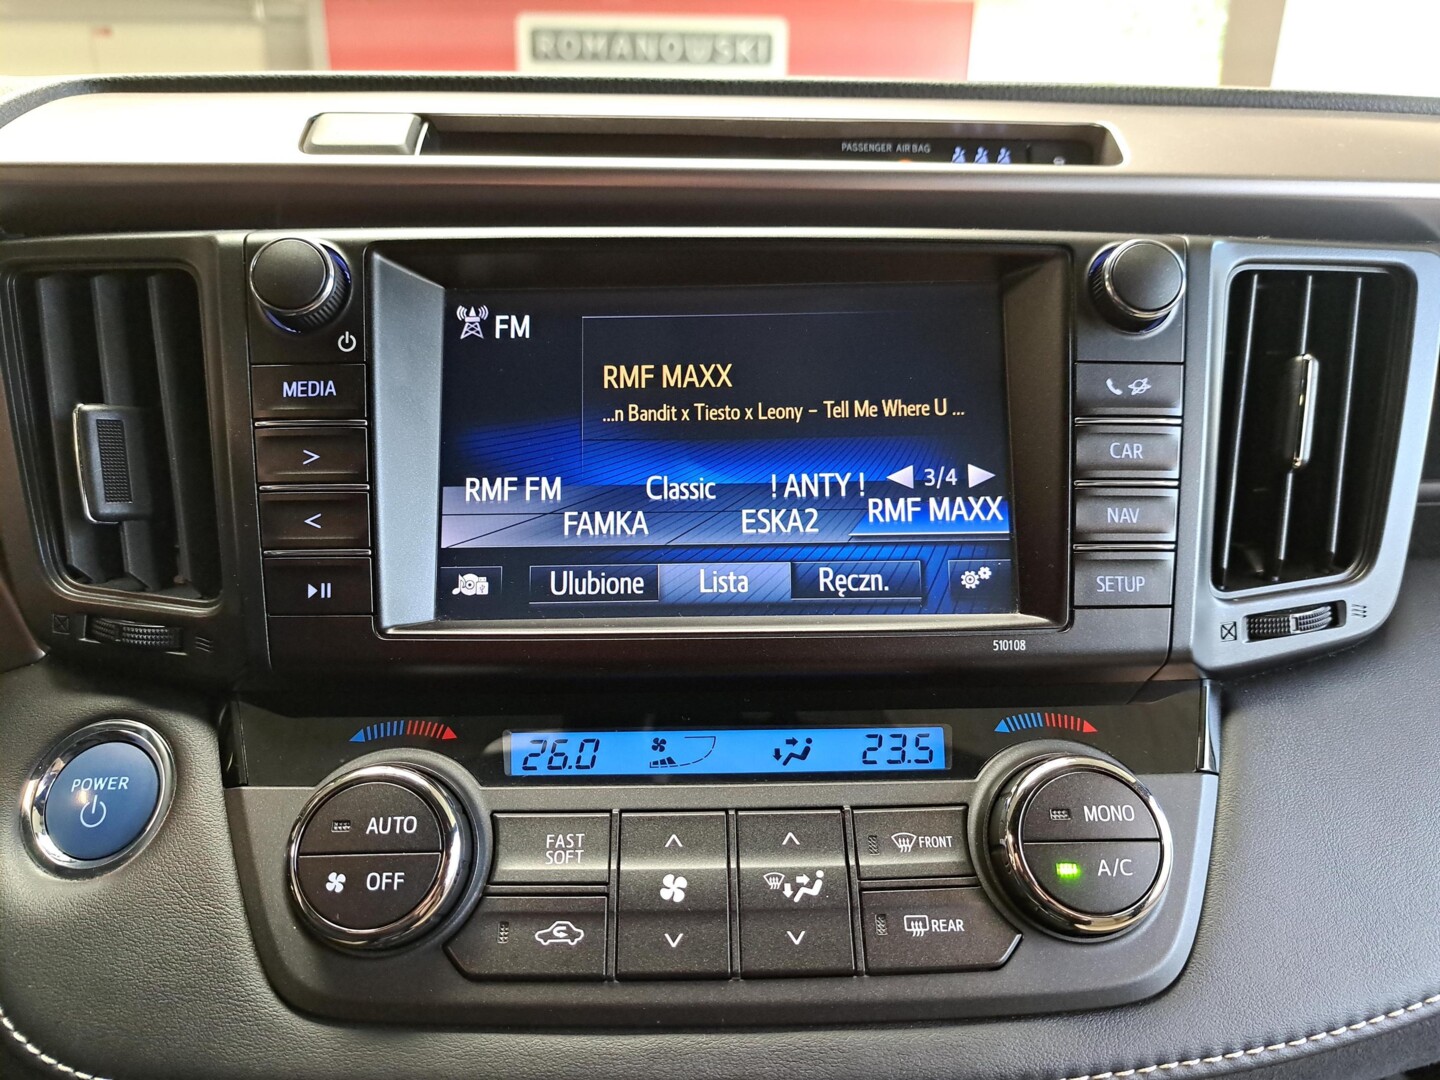 ROMANOWSKI
PASSENGER AIR BAG
FM
RMF MAXX
...n Bandit x Tiesto x Leony – Tell Me Where U ...
3/4
RMF FM
Classic
! ANTY !
FAMKA
ESKA2
RMF MAXX
Ulubione
Lista
Ręczn.
MEDIA
>
<
CAR
NAV
SETUP
510108
POWER
26.0
23.5
AUTO
OFF
FAST
SOFT
FRONT
REAR
MONO
A/C